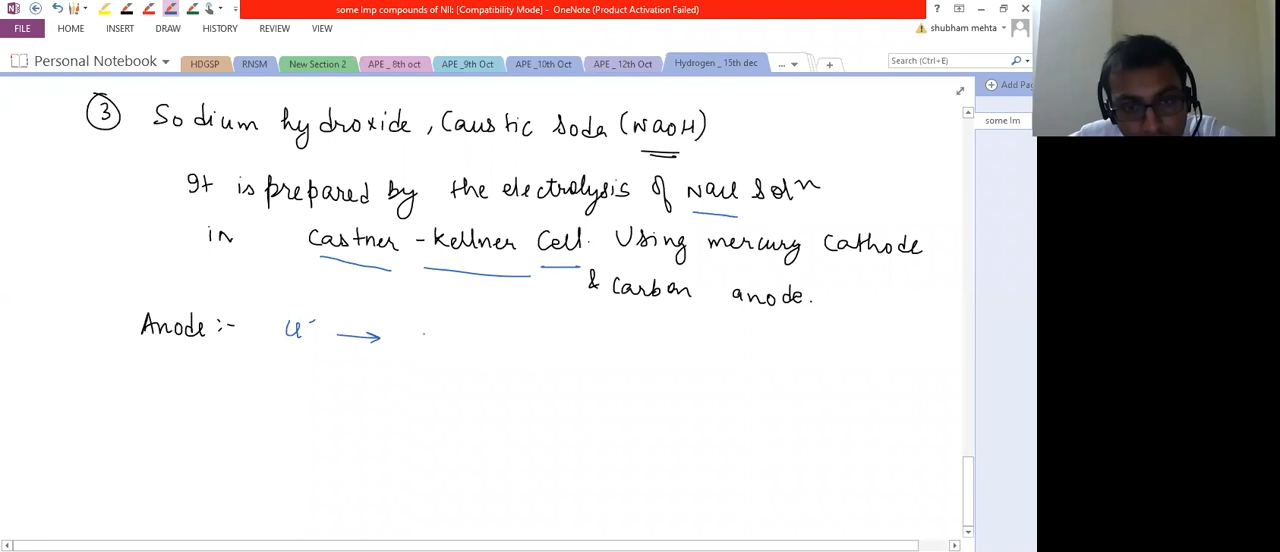 some Imp compounds of NII: [Compatibility Mode] - OneNote (Product Activation Failed)
FILE HOME INSERT DRAW HISTORY REVIEW VIEW
shubham mehta
Personal Notebook HDGSP RNSM New Section 2 APE _ 8th oct APE _9th Oct APE _10th Oct APE _ 12th Oct Hydrogen _ 15th dec ... +
Search (Ctrl+E)
Add Pag
some Im
3 Sodium hydroxide, Caustic Soda (NaOH)
It is prepared by the electrolysis of NaCl Solⁿ
in Castner - Kellner Cell. Using mercury Cathode
& Carbon anode.
Anode :- Cl⁻ →